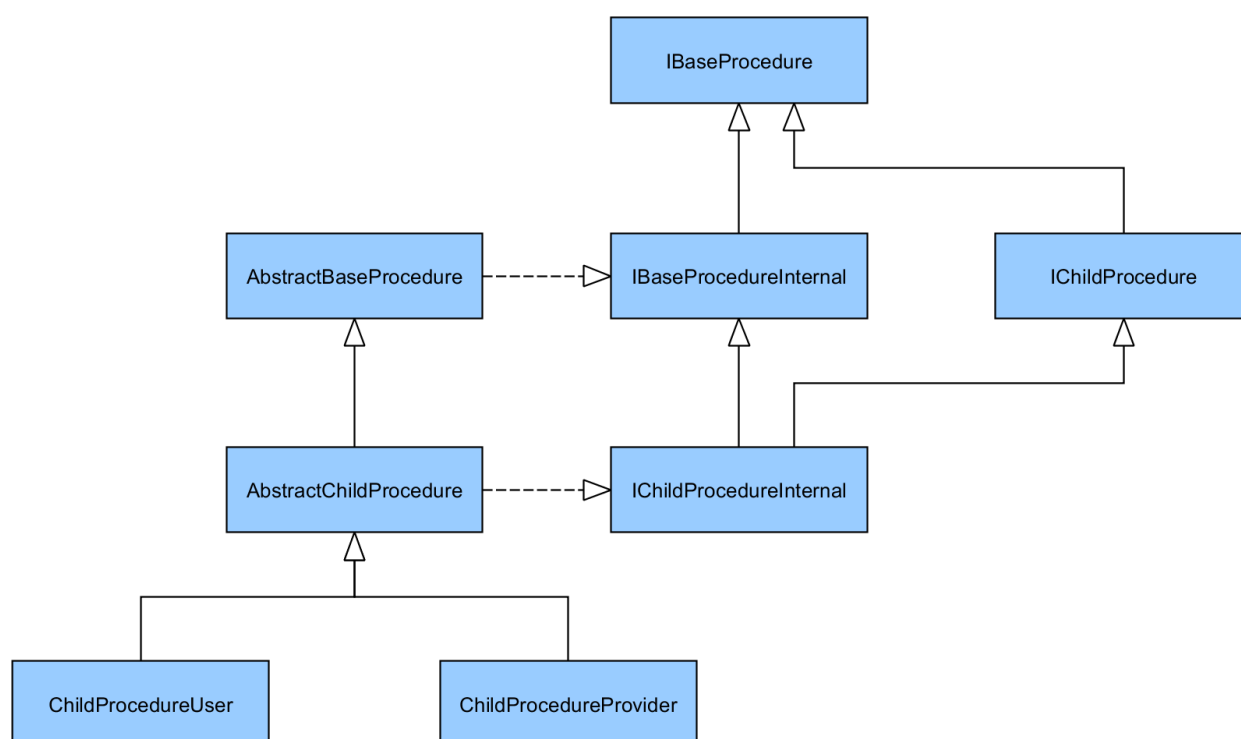 IBaseProcedure
AbstractBaseProcedure
IBaseProcedureInternal
IChildProcedure
AbstractChildProcedure
IChildProcedureInternal
ChildProcedureUser
ChildProcedureProvider